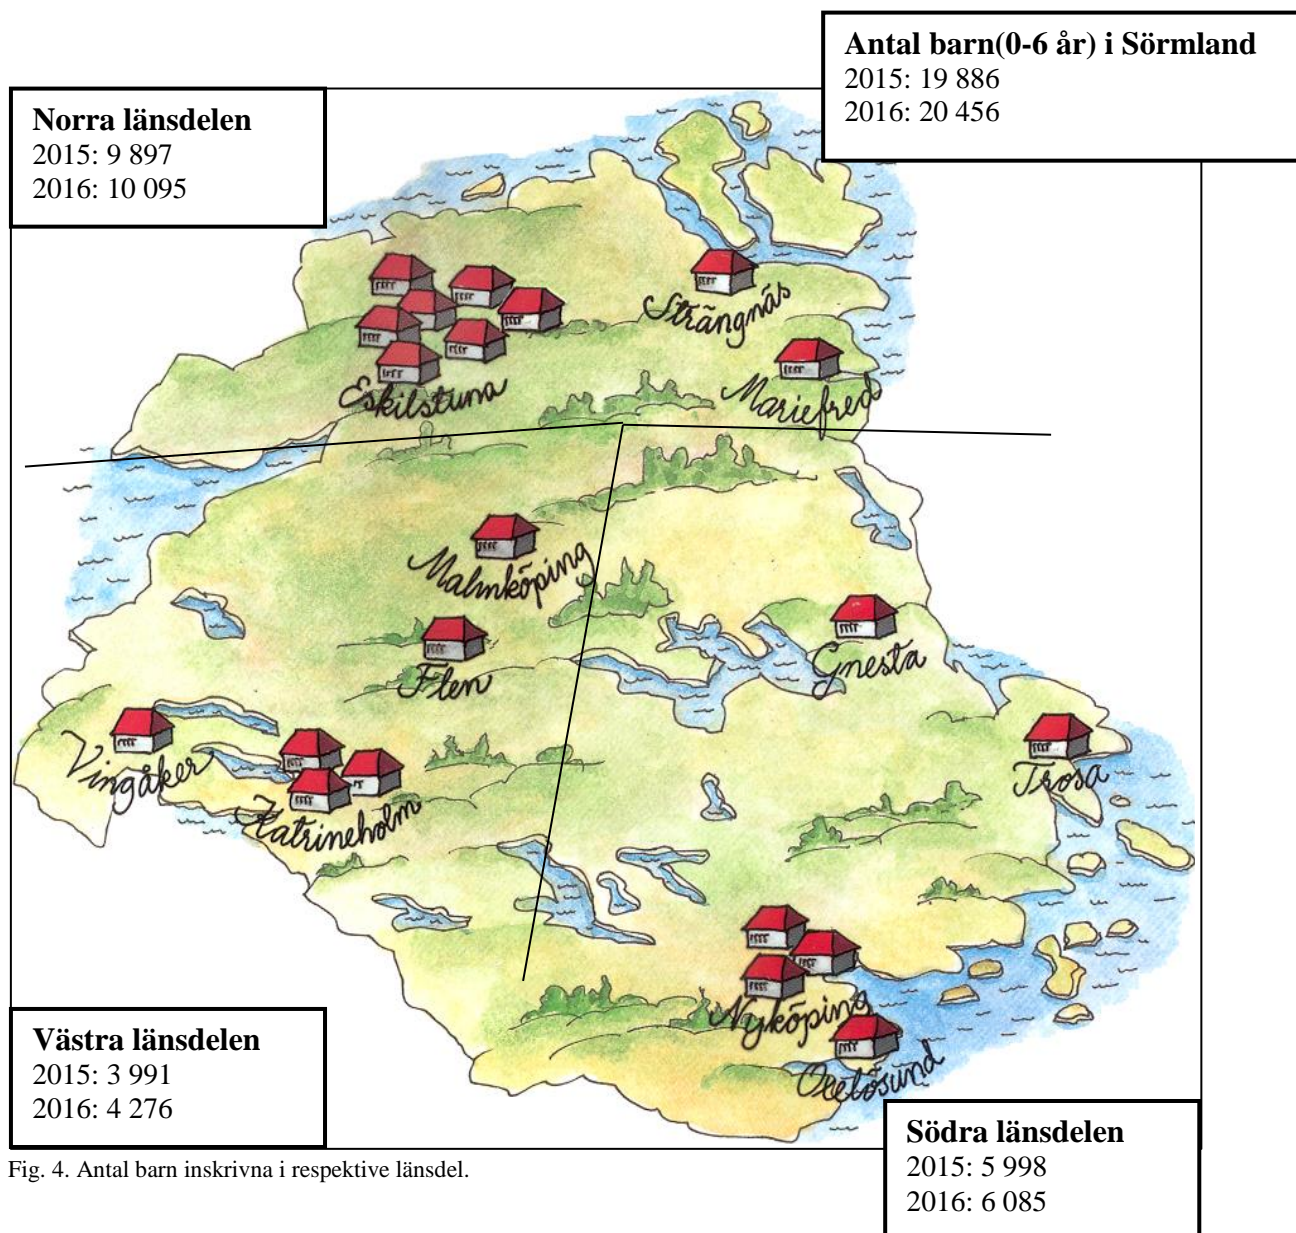 Antal barn(0-6 år) i Sörmland
2015: 19 886
2016: 20 456
Norra länsdelen
2015: 9 897
2016: 10 095
Strängnäs
Mariefred
Eskilstuna
Malmköping
Flen
Gnesta
Vingåker
Katrineholm
Trosa
Nyköping
Oxelösund
Västra länsdelen
2015: 3 991
2016: 4 276
Södra länsdelen
2015: 5 998
2016: 6 085
Fig. 4. Antal barn inskrivna i respektive länsdel.